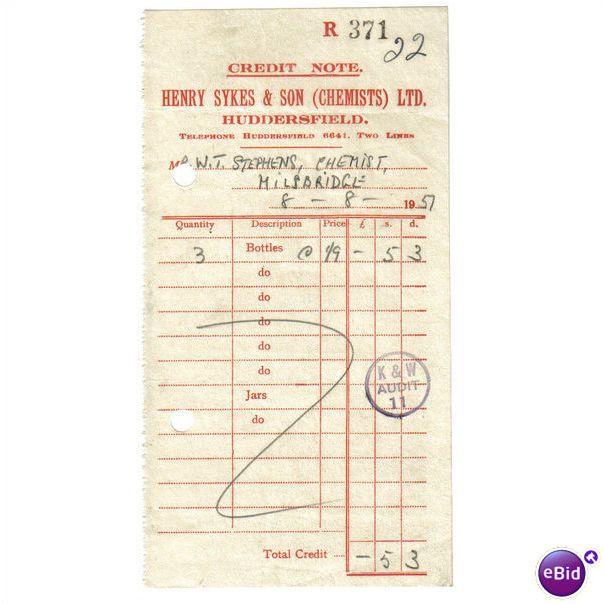 R 371
22
CREDIT NOTE.
HENRY SYKES & SON (CHEMISTS) LTD.
HUDDERSFIELD.
TELEPHONE HUDDERSFIELD 6641. TWO LINES
Mr W.T. STEPHENS, CHEMIST,
MILSBRIDGE
8 - 8 - 1951
Quantity Description Price £ s. d.
3 Bottles @ 1/9 - 5 3
do
do
do
do
do
Jars
do
K & W
AUDIT
11
Total Credit - 5 3
eBid